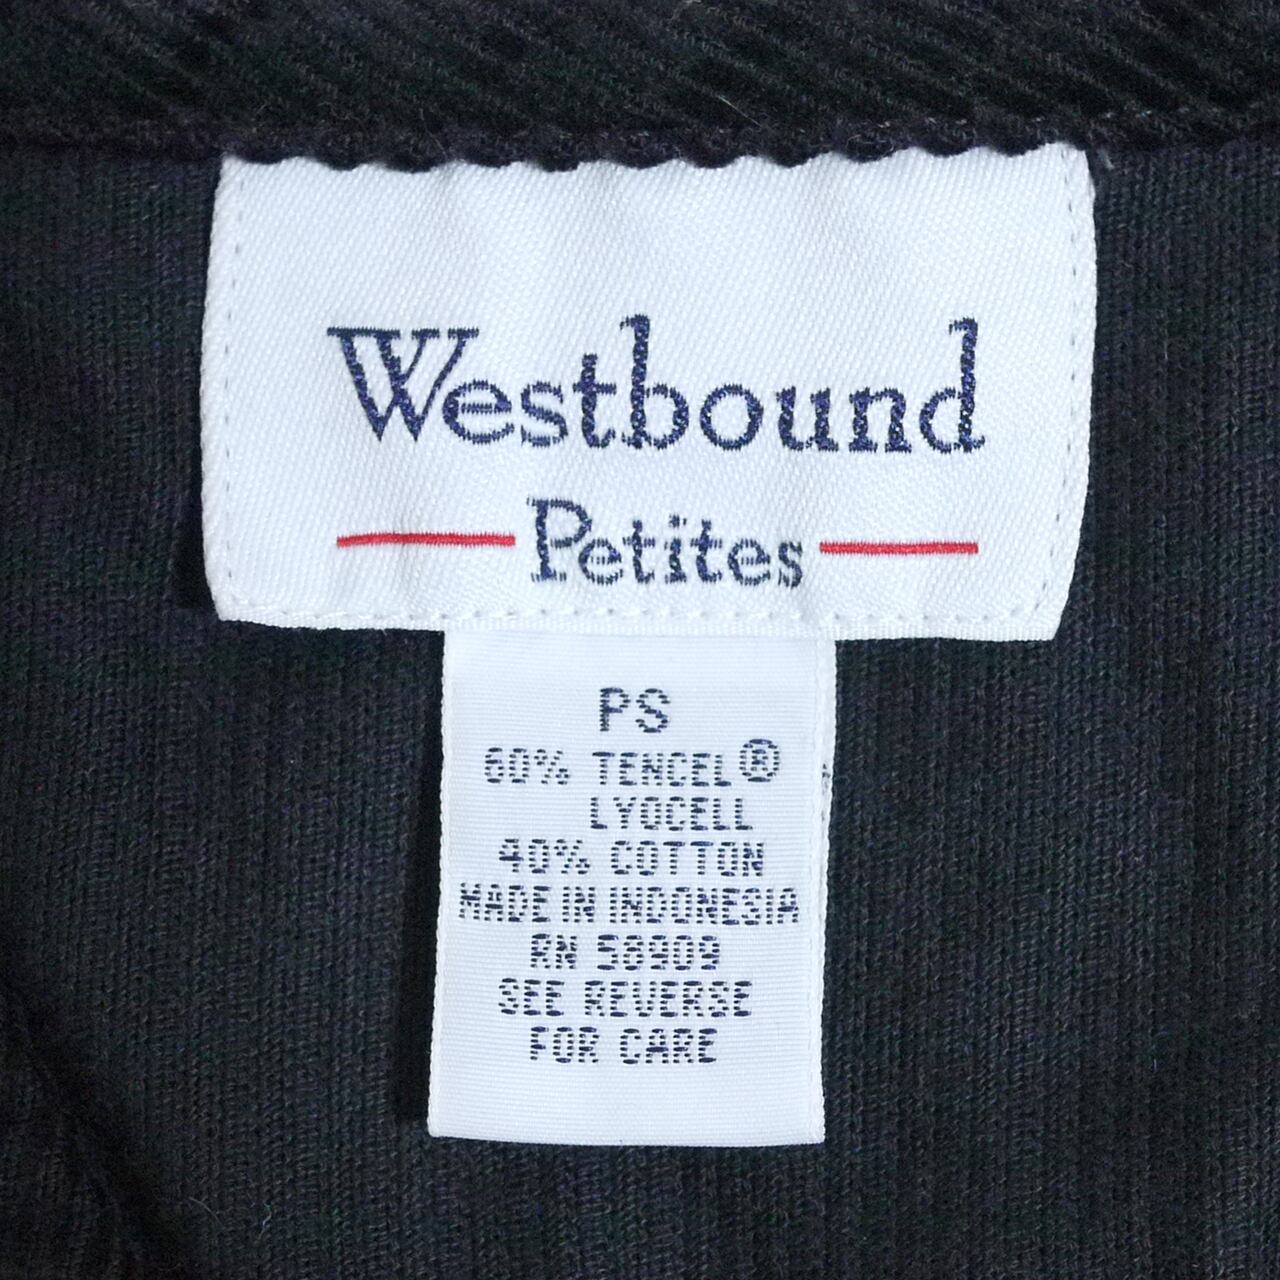 Westbound
Petites
PS
60% TENCEL®
LYOCELL
40% COTTON
MADE IN INDONESIA
RN 58909
SEE REVERSE
FOR CARE